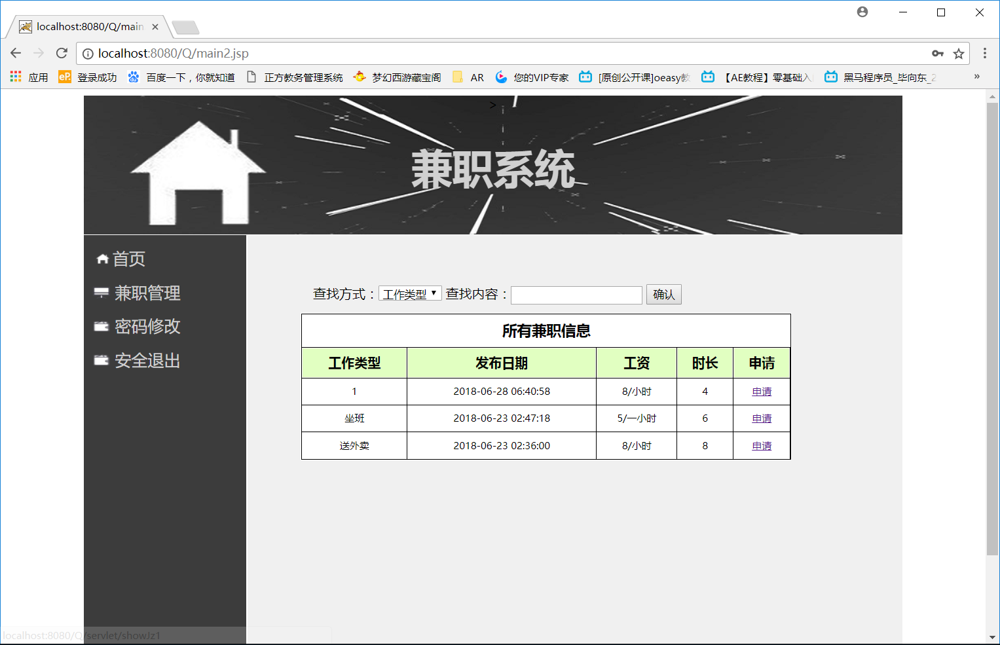 localhost:8080/Q/main
localhost:8080/Q/main2.jsp
应用 登录成功 百度一下，你就知道 正方教务管理系统 梦幻西游藏宝阁 AR 您的VIP专家 [原创公开课]oeasy教 【AE教程】零基础入 黑马程序员_毕向东_2 »
>
兼职系统
首页
兼职管理
密码修改
安全退出
查找方式：工作类型 查找内容： 确认
所有兼职信息
工作类型 发布日期 工资 时长 申请
1 2018-06-28 06:40:58 8/小时 4 申请
坐班 2018-06-23 02:47:18 5/一小时 6 申请
送外卖 2018-06-23 02:36:00 8/小时 8 申请
localhost:8080/Q/servlet/showJz1